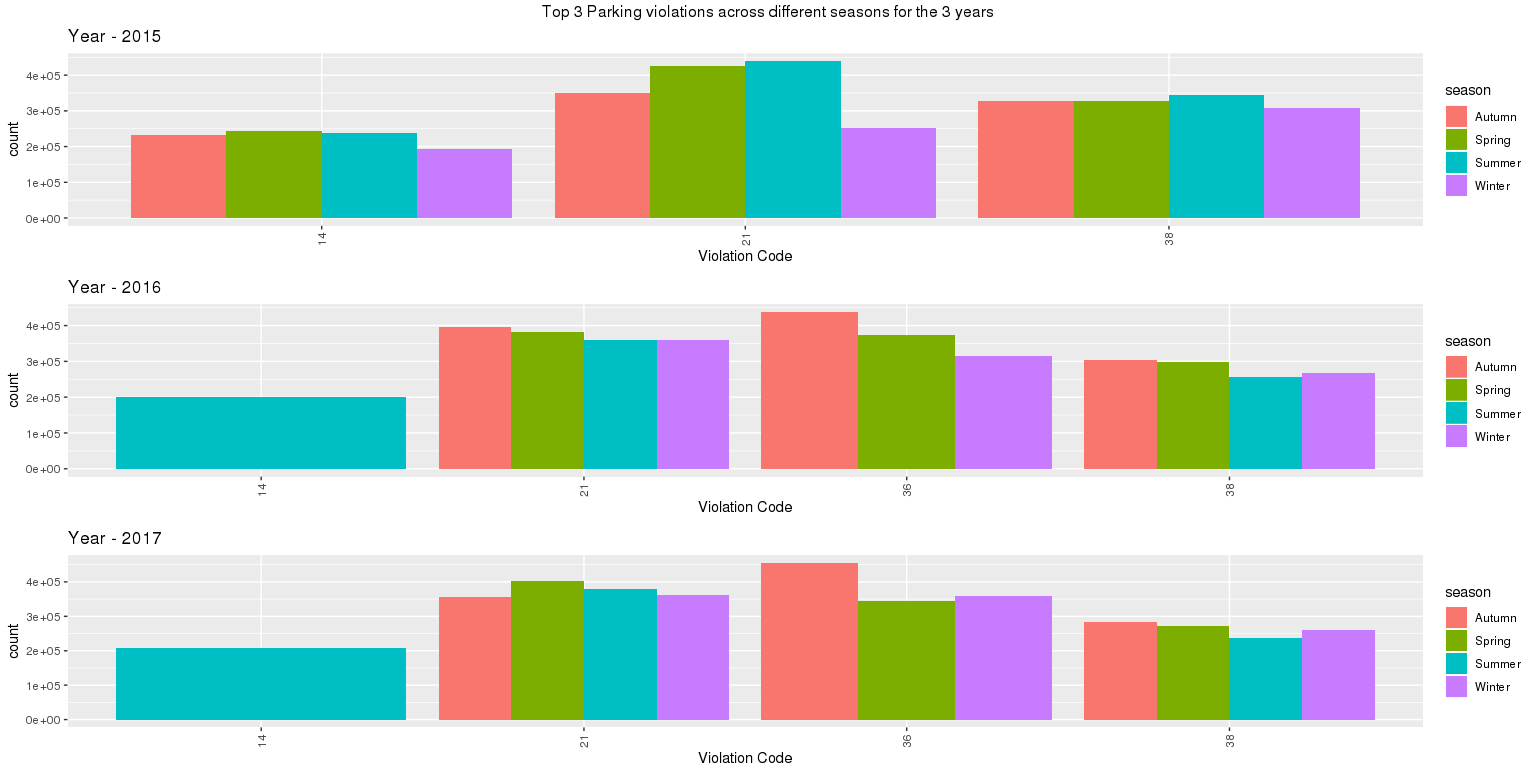 Top 3 Parking violations across different seasons for the 3 years
Year - 2015
4e+05
3e+05
2e+05
1e+05
0e+00
count
14
21
38
Violation Code
season
Autumn
Spring
Summer
Winter
Year - 2016
4e+05
3e+05
2e+05
1e+05
0e+00
count
14
21
36
38
Violation Code
season
Autumn
Spring
Summer
Winter
Year - 2017
4e+05
3e+05
2e+05
1e+05
0e+00
count
14
21
36
38
Violation Code
season
Autumn
Spring
Summer
Winter